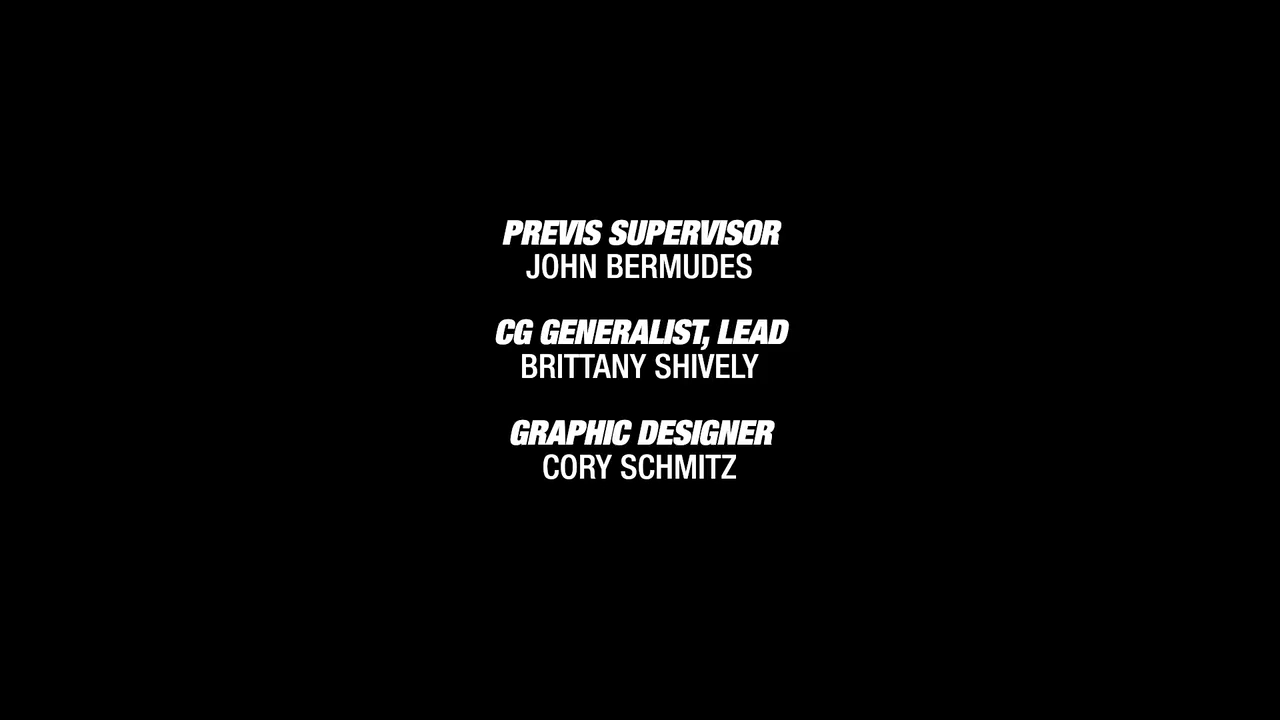 PREVIS SUPERVISOR
JOHN BERMUDES
CG GENERALIST, LEAD
BRITTANY SHIVELY
GRAPHIC DESIGNER
CORY SCHMITZ